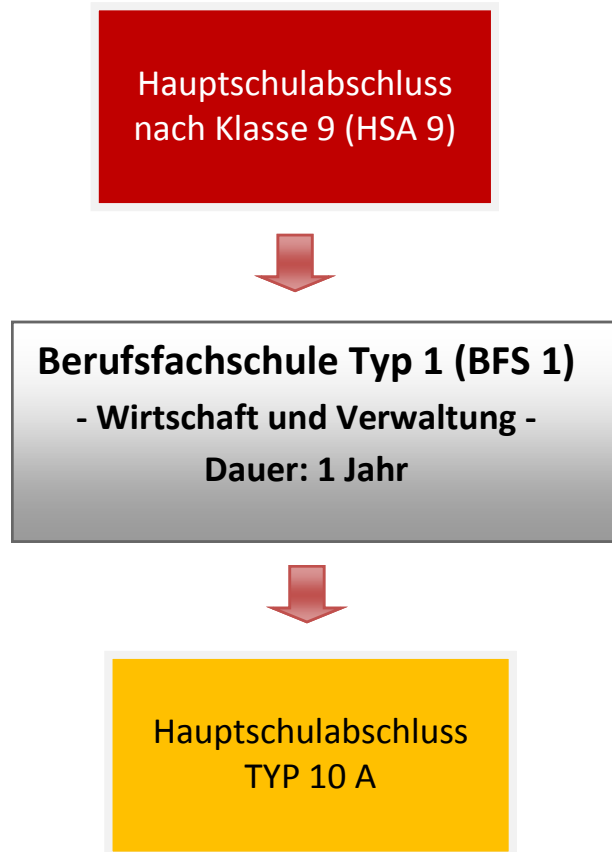 Hauptschulabschluss
nach Klasse 9 (HSA 9)
Berufsfachschule Typ 1 (BFS 1)
- Wirtschaft und Verwaltung -
Dauer: 1 Jahr
Hauptschulabschluss
TYP 10 A